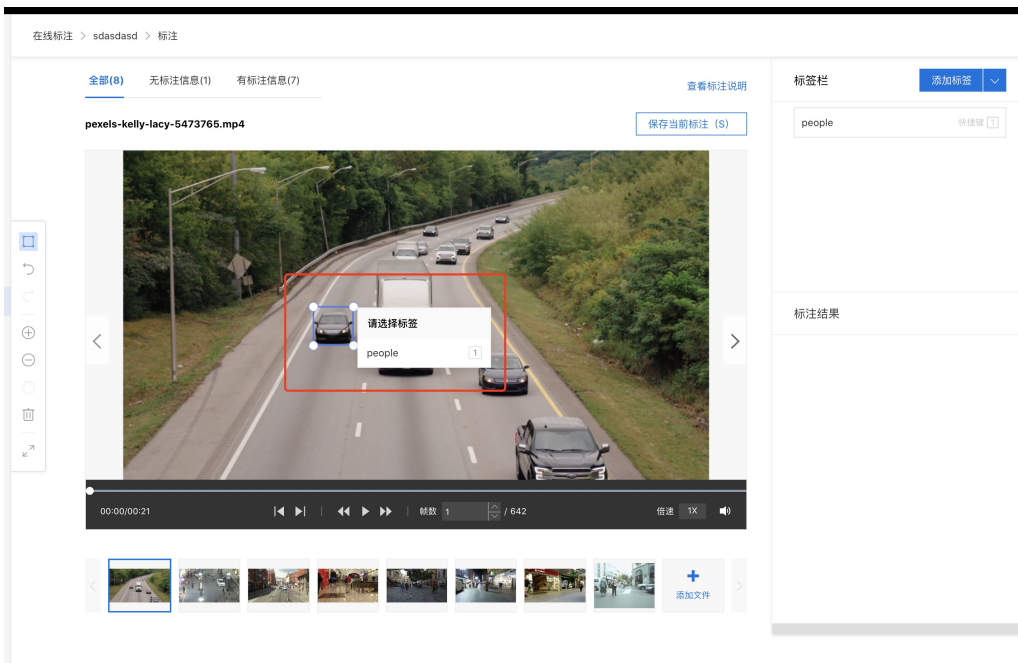 在线标注 > sdasdasd > 标注
全部(8) 无标注信息(1) 有标注信息(7)
查看标注说明
标签栏
添加标签
pexels-kelly-lacy-5473765.mp4
保存当前标注（S）
people
快捷键 1
请选择标签
people 1
标注结果
00:00/00:21
帧数 1 / 642
倍速 1X
添加文件